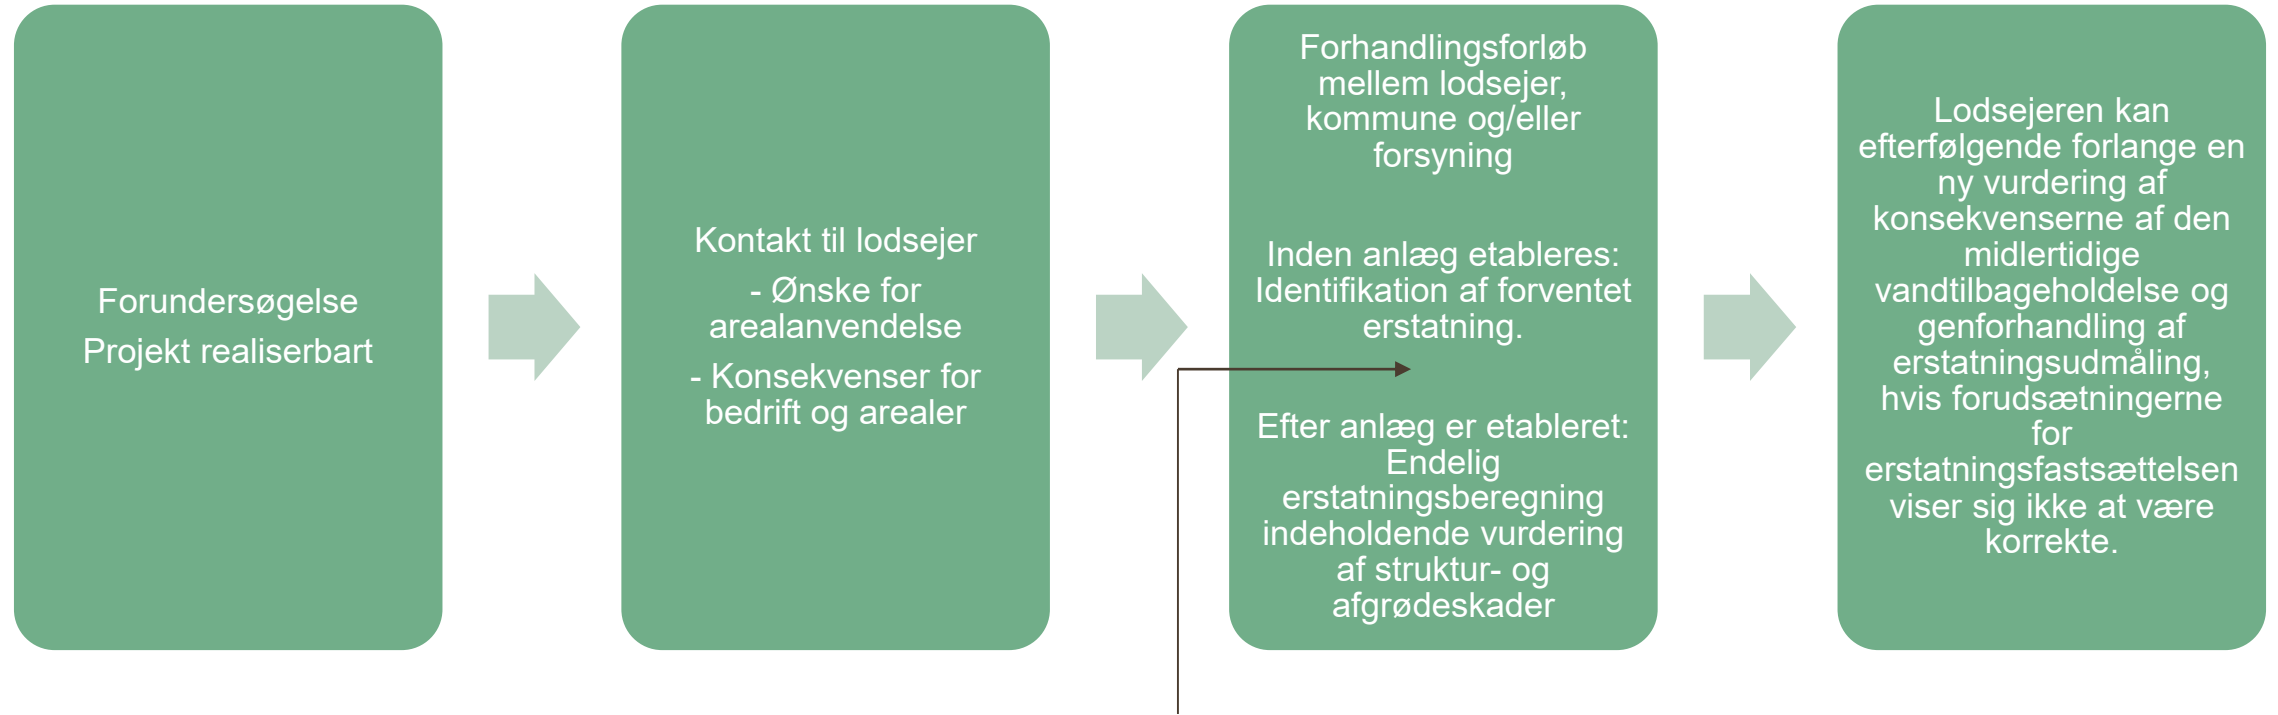 Forundersøgelse
Projekt realiserbart
Kontakt til lodsejer
- Ønske for
arealanvendelse
- Konsekvenser for
bedrift og arealer
Forhandlingsforløb
mellem lodsejer,
kommune og/eller
forsyning
Inden anlæg etableres:
Identifikation af forventet
erstatning.
Efter anlæg er etableret:
Endelig
erstatningsberegning
indeholdende vurdering
af struktur- og
afgrødeskader
Lodsejeren kan
efterfølgende forlange en
ny vurdering af
konsekvenserne af den
midlertidige
vandtilbageholdelse og
genforhandling af
erstatningsudmåling,
hvis forudsætningerne
for
erstatningsfastsættelsen
viser sig ikke at være
korrekte.